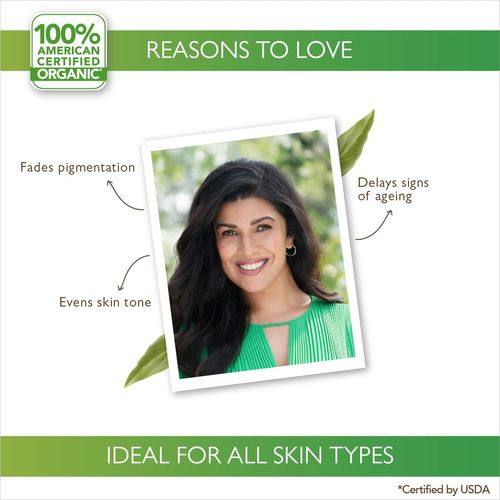 100%
AMERICAN
CERTIFIED
ORGANIC*
REASONS TO LOVE
Fades pigmentation
Delays signs
of ageing
Evens skin tone
IDEAL FOR ALL SKIN TYPES
*Certified by USDA